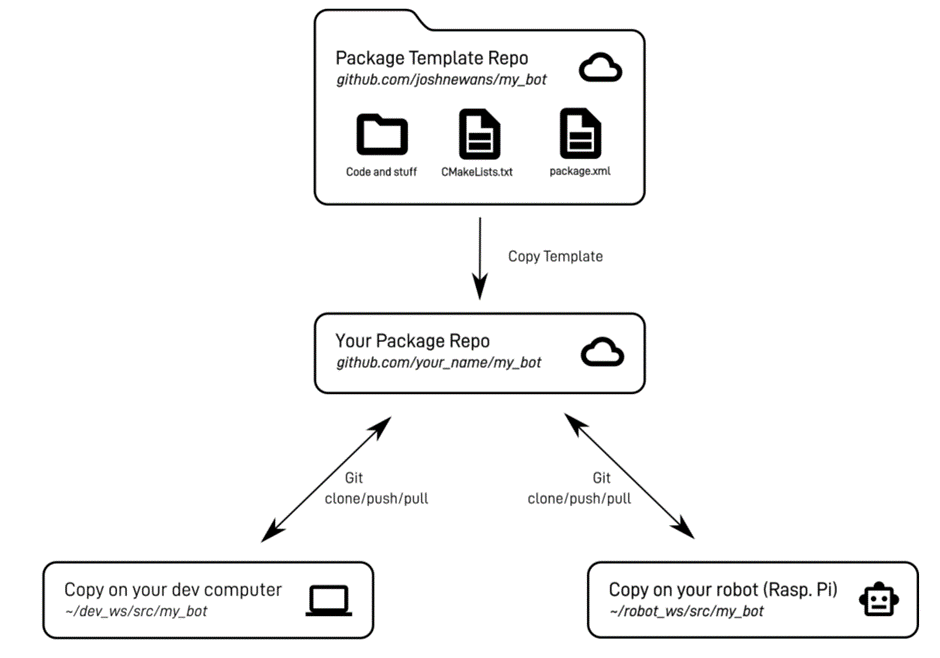 Package Template Repo
github.com/joshnewans/my_bot
Code and stuff
CMakeLists.txt
package.xml
Copy Template
Your Package Repo
github.com/your_name/my_bot
Git
clone/push/pull
Git
clone/push/pull
Copy on your dev computer
~/dev_ws/src/my_bot
Copy on your robot (Rasp. Pi)
~/robot_ws/src/my_bot